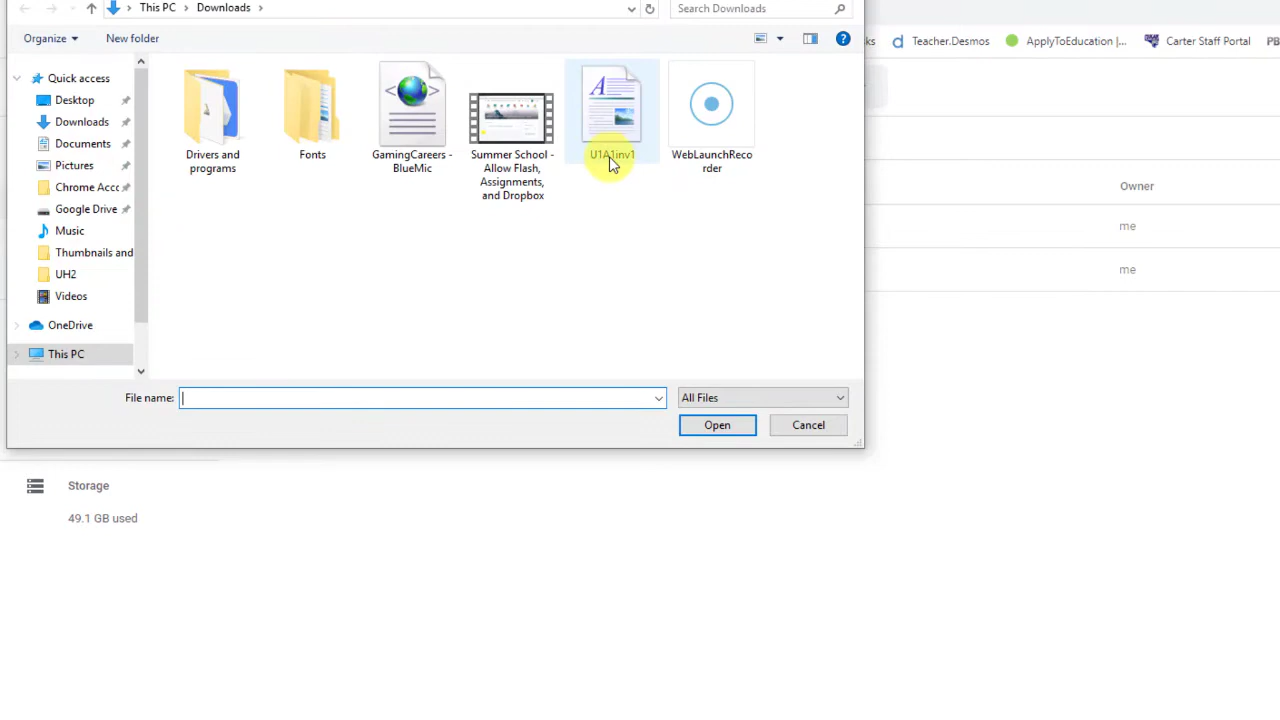 This PC > Downloads >
Search Downloads
Organize
New folder
ks
Teacher.Desmos
ApplyToEducation |...
Carter Staff Portal
PB
Quick access
Desktop
Downloads
Documents
Pictures
Chrome Acc
Google Drive
Music
Thumbnails and
UH2
Videos
OneDrive
This PC
Drivers and
programs
Fonts
GamingCareers -
BlueMic
Summer School -
Allow Flash,
Assignments,
and Dropbox
U1A1inv1
WebLaunchReco
rder
Owner
me
me
File name:
All Files
Open
Cancel
Storage
49.1 GB used